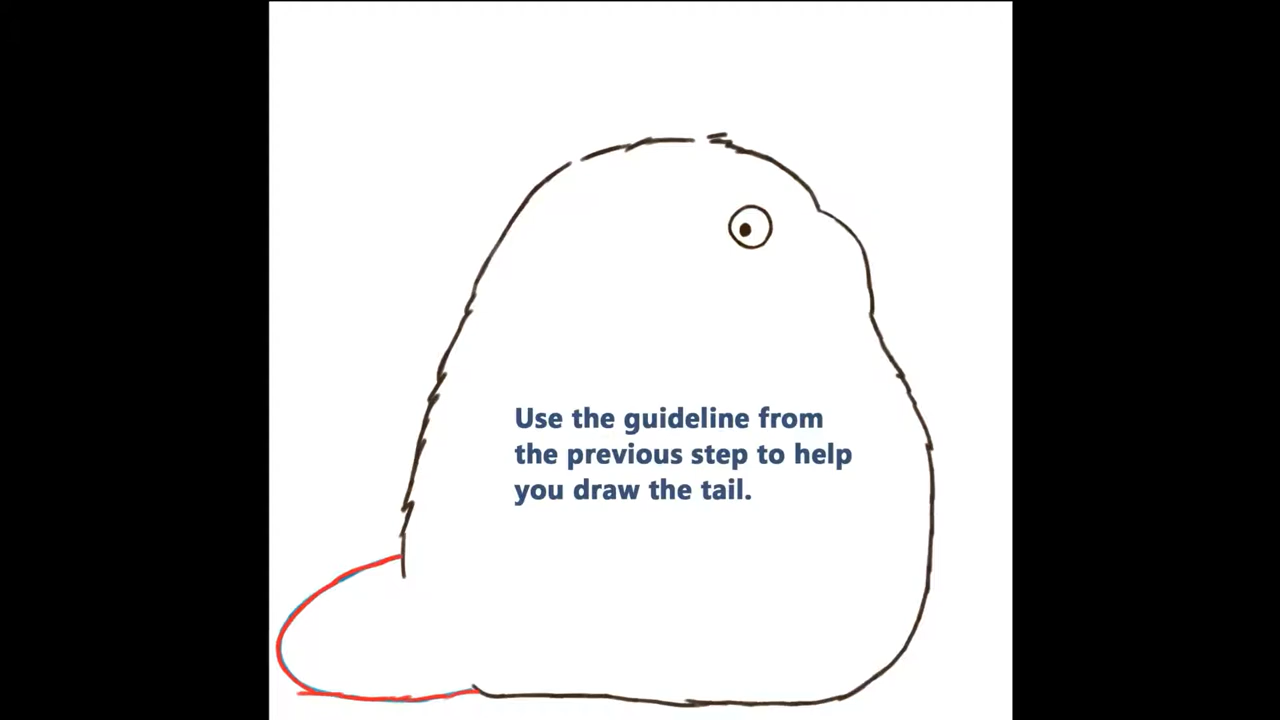 Use the guideline from
the previous step to help
you draw the tail.